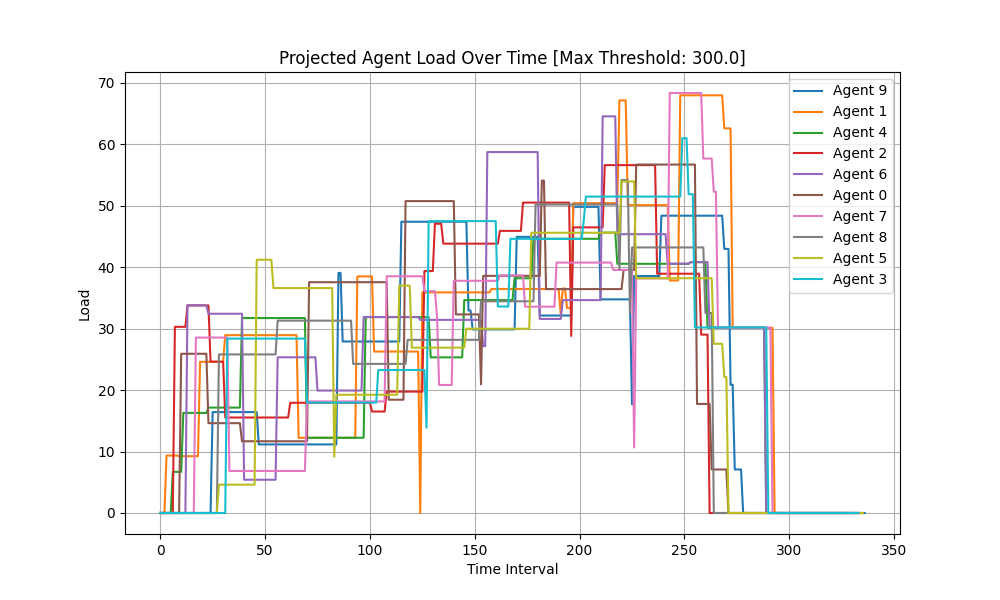 Projected Agent Load Over Time [Max Threshold: 300.0]
70
60
50
40
30
20
10
0
Load
0 50 100 150 200 250 300 350
Time Interval
Agent 9
Agent 1
Agent 4
Agent 2
Agent 6
Agent 0
Agent 7
Agent 8
Agent 5
Agent 3